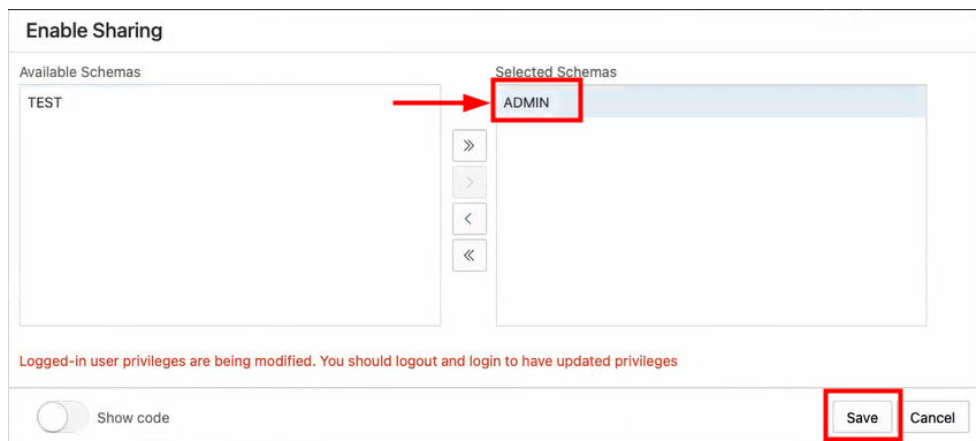 Enable Sharing
Available Schemas
Selected Schemas
TEST
ADMIN
Logged-in user privileges are being modified. You should logout and login to have updated privileges
Show code
Save
Cancel